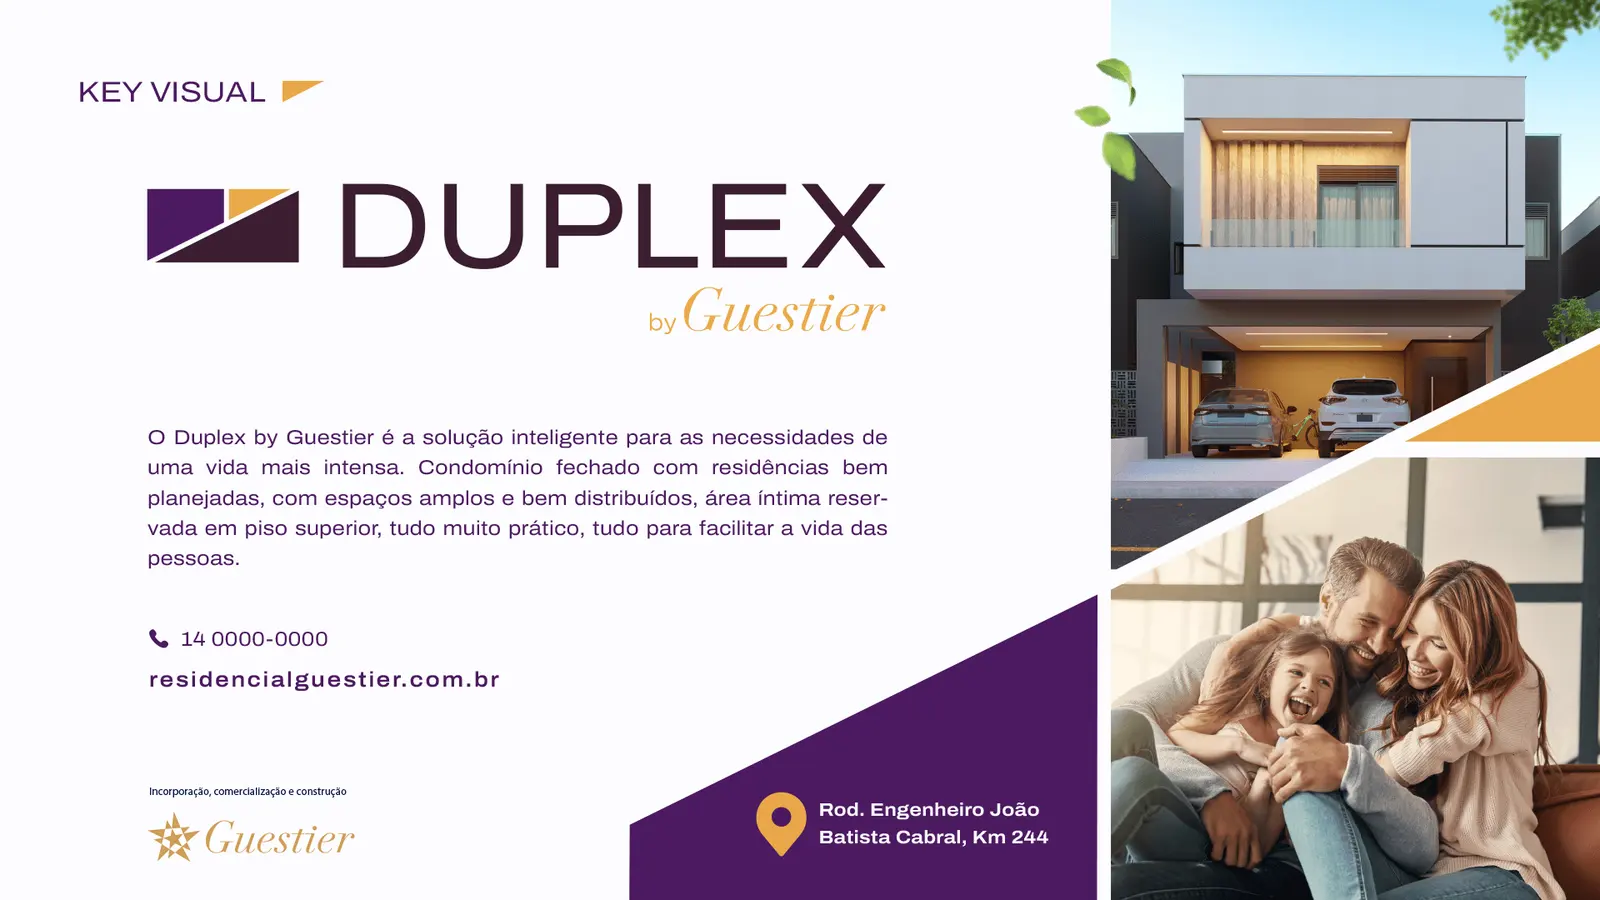 KEY VISUAL
DUPLEX
by Guestier
O Duplex by Guestier é a solução inteligente para as necessidades de
uma vida mais intensa. Condomínio fechado com residências bem
planejadas, com espaços amplos e bem distribuídos, área íntima reser-
vada em piso superior, tudo muito prático, tudo para facilitar a vida das
pessoas.
14 0000-0000
residencialguestier.com.br
Incorporação, comercialização e construção
Guestier
Rod. Engenheiro João
Batista Cabral, Km 244